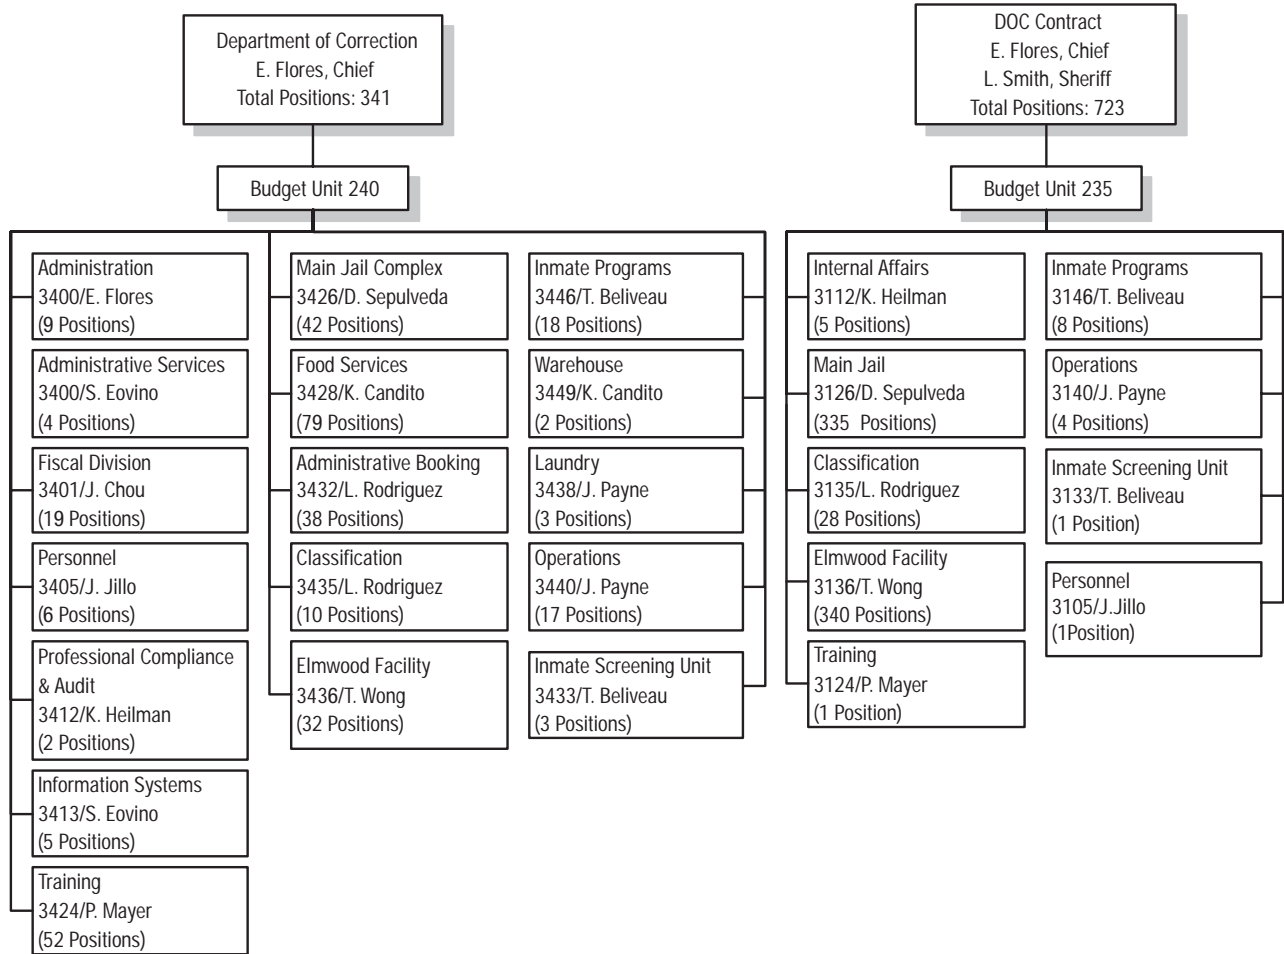 Department of Correction
E. Flores, Chief
Total Positions: 341
Budget Unit 240
Administration
3400/E. Flores
(9 Positions)
Administrative Services
3400/S. Eovino
(4 Positions)
Fiscal Division
3401/J. Chou
(19 Positions)
Personnel
3405/J. Jillo
(6 Positions)
Professional Compliance
& Audit
3412/K. Heilman
(2 Positions)
Information Systems
3413/S. Eovino
(5 Positions)
Training
3424/P. Mayer
(52 Positions)
Main Jail Complex
3426/D. Sepulveda
(42 Positions)
Food Services
3428/K. Candito
(79 Positions)
Administrative Booking
3432/L. Rodriguez
(38 Positions)
Classification
3435/L. Rodriguez
(10 Positions)
Elmwood Facility
3436/T. Wong
(32 Positions)
Inmate Programs
3446/T. Beliveau
(18 Positions)
Warehouse
3449/K. Candito
(2 Positions)
Laundry
3438/J. Payne
(3 Positions)
Operations
3440/J. Payne
(17 Positions)
Inmate Screening Unit
3433/T. Beliveau
(3 Positions)
DOC Contract
E. Flores, Chief
L. Smith, Sheriff
Total Positions: 723
Budget Unit 235
Internal Affairs
3112/K. Heilman
(5 Positions)
Main Jail
3126/D. Sepulveda
(335 Positions)
Classification
3135/L. Rodriguez
(28 Positions)
Elmwood Facility
3136/T. Wong
(340 Positions)
Training
3124/P. Mayer
(1 Position)
Inmate Programs
3146/T. Beliveau
(8 Positions)
Operations
3140/J. Payne
(4 Positions)
Inmate Screening Unit
3133/T. Beliveau
(1 Position)
Personnel
3105/J.Jillo
(1Position)